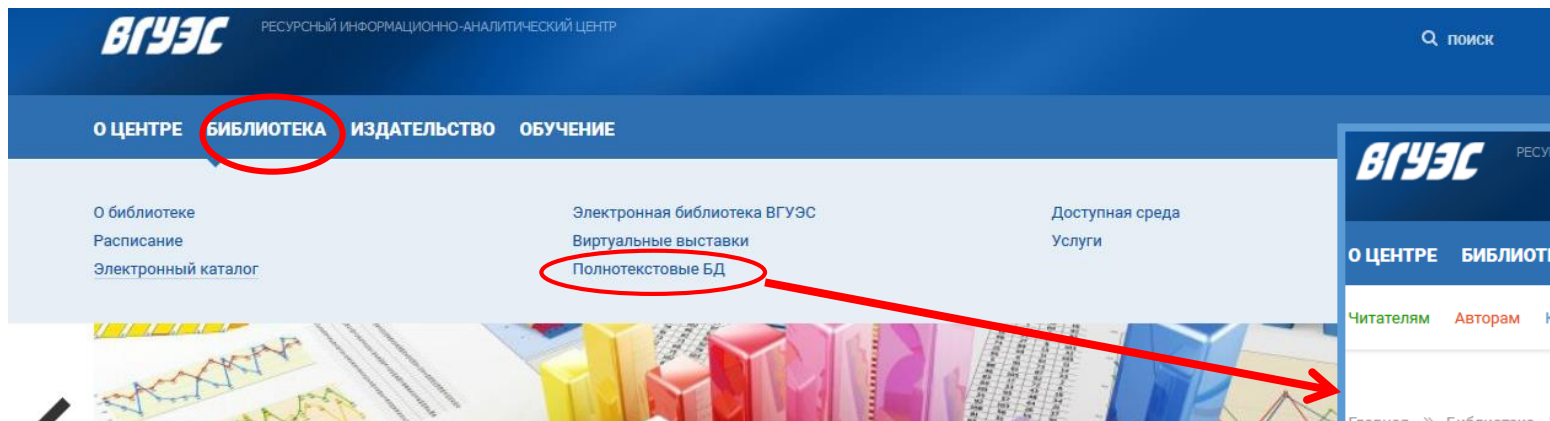 ВГУЭС РЕСУРСНЫЙ ИНФОРМАЦИОННО-АНАЛИТИЧЕСКИЙ ЦЕНТР
ПОИСК
О ЦЕНТРЕ БИБЛИОТЕКА ИЗДАТЕЛЬСТВО ОБУЧЕНИЕ
О библиотеке
Расписание
Электронный каталог
Электронная библиотека ВГУЭС
Виртуальные выставки
Полнотекстовые БД
Доступная среда
Услуги
ВГУЭС
О ЦЕНТРЕ
Читателям Авторам